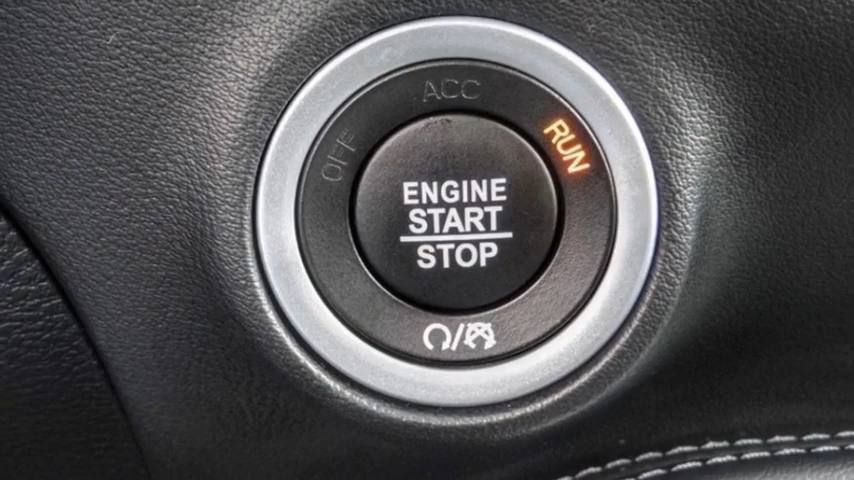 ACC
OFF
RUN
ENGINE
START
STOP